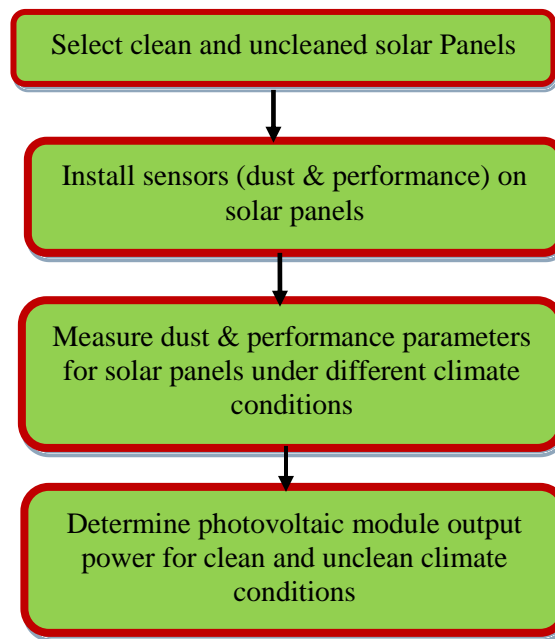 Select clean and uncleaned solar Panels
Install sensors (dust & performance) on
solar panels
Measure dust & performance parameters
for solar panels under different climate
conditions
Determine photovoltaic module output
power for clean and unclean climate
conditions